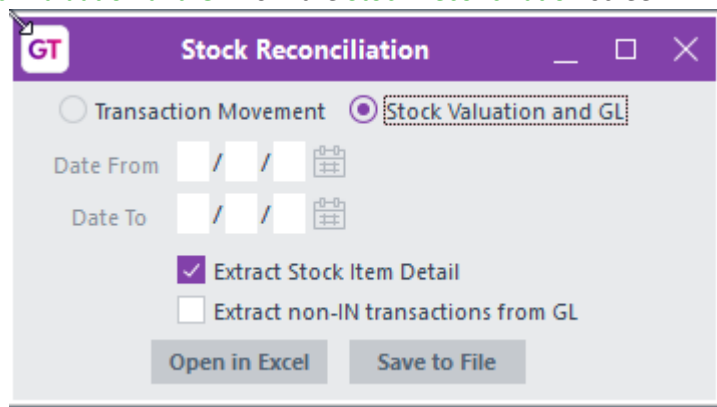 GT Stock Reconciliation
Transaction Movement Stock Valuation and GL
Date From / /
Date To / /
Extract Stock Item Detail
Extract non-IN transactions from GL
Open in Excel Save to File